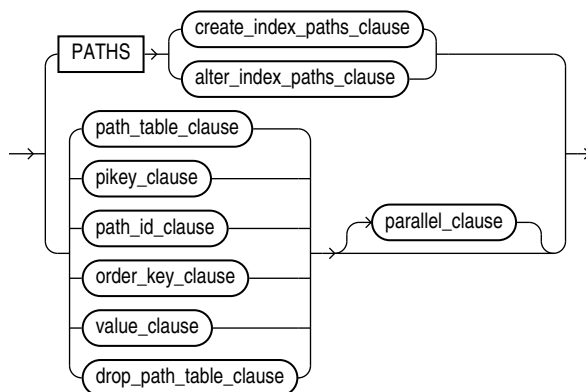 create_index_paths_clause
PATHS
alter_index_paths_clause
path_table_clause
pikey_clause
path_id_clause
parallel_clause
order_key_clause
value_clause
drop_path_table_clause